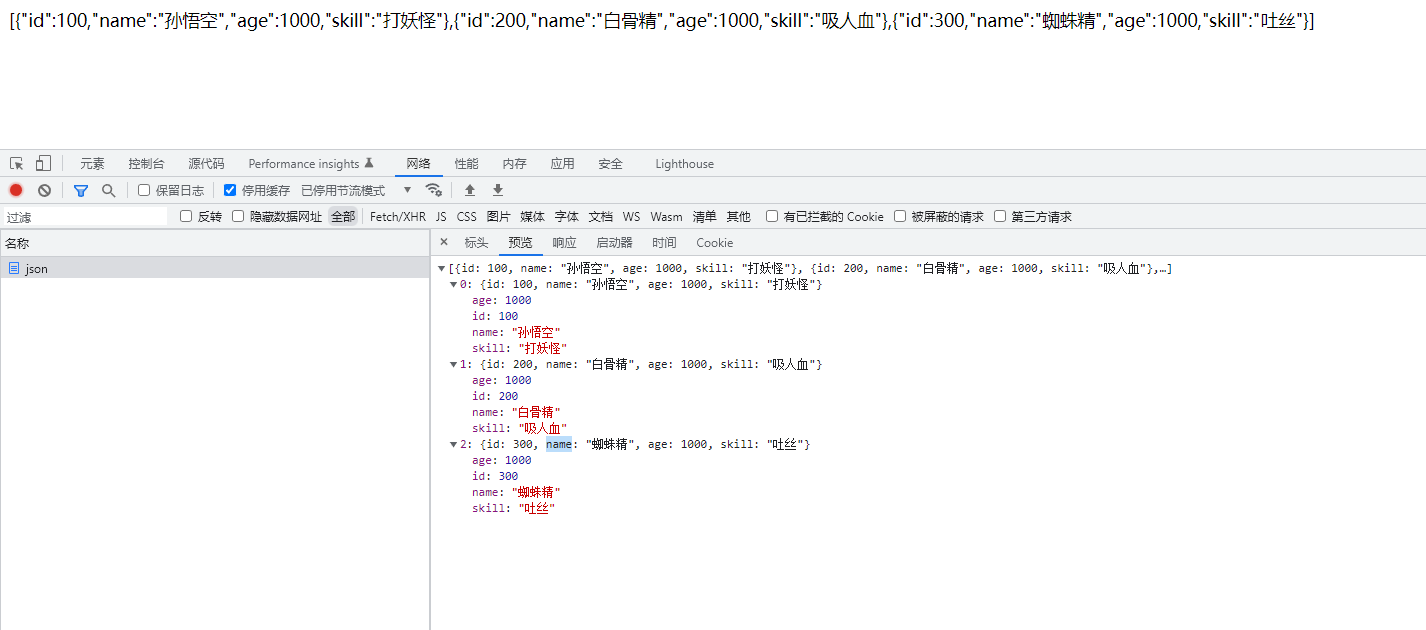 [{"id":100,"name":"孙悟空","age":1000,"skill":"打妖怪"},{"id":200,"name":"白骨精","age":1000,"skill":"吸人血"},{"id":300,"name":"蜘蛛精","age":1000,"skill":"吐丝"}]
元素 控制台 源代码 Performance insights 网络 性能 内存 应用 安全 Lighthouse
保留日志 停用缓存 已停用节流模式
过滤 反转 隐藏数据网址 全部 Fetch/XHR JS CSS 图片 媒体 字体 文档 WS Wasm 清单 其他 有已拦截的 Cookie 被屏蔽的请求 第三方请求
名称 × 标头 预览 响应 启动器 时间 Cookie
json
▼[{id: 100, name: "孙悟空", age: 1000, skill: "打妖怪"}, {id: 200, name: "白骨精", age: 1000, skill: "吸人血"},…]
▼0: {id: 100, name: "孙悟空", age: 1000, skill: "打妖怪"}
age: 1000
id: 100
name: "孙悟空"
skill: "打妖怪"
▼1: {id: 200, name: "白骨精", age: 1000, skill: "吸人血"}
age: 1000
id: 200
name: "白骨精"
skill: "吸人血"
▼2: {id: 300, name: "蜘蛛精", age: 1000, skill: "吐丝"}
age: 1000
id: 300
name: "蜘蛛精"
skill: "吐丝"